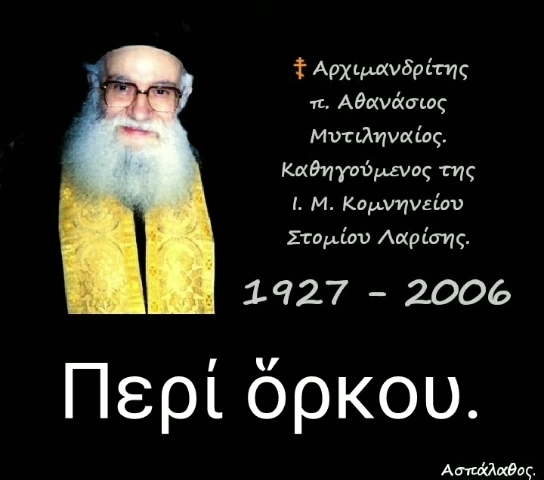 ☦ Αρχιμανδρίτης
π. Αθανάσιος
Μυτιληναίος.
Καθηγούμενος της
Ι. Μ. Κομνηνείου
Στομίου Λαρίσης.
1927 - 2006
Περί ὅρκου.
Ασπάλαθος.